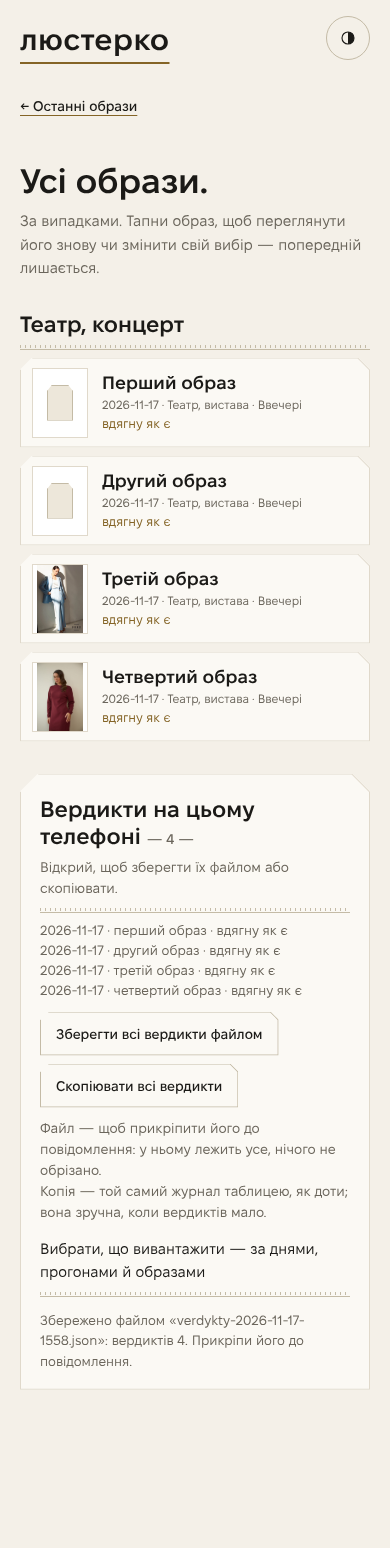 люстерко
← Останні образи
Усі образи.
За випадками. Тапни образ, щоб переглянути
його знову чи змінити свій вибір — попередній
лишається.
Театр, концерт
Перший образ
2026-11-17 · Театр, вистава · Ввечері
вдягну як є
Другий образ
2026-11-17 · Театр, вистава · Ввечері
вдягну як є
Третій образ
2026-11-17 · Театр, вистава · Ввечері
вдягну як є
Четвертий образ
2026-11-17 · Театр, вистава · Ввечері
вдягну як є
Вердикти на цьому
телефоні — 4 —
Відкрий, щоб зберегти їх файлом або
скопіювати.
2026-11-17 · перший образ · вдягну як є
2026-11-17 · другий образ · вдягну як є
2026-11-17 · третій образ · вдягну як є
2026-11-17 · четвертий образ · вдягну як є
Зберегти всі вердикти файлом
Скопіювати всі вердикти
Файл — щоб прикріпити його до
повідомлення: у ньому лежить усе, нічого не
обрізано.
Копія — той самий журнал таблицею, як доти;
вона зручна, коли вердиктів мало.
Вибрати, що вивантажити — за днями,
прогонами й образами
Збережено файлом «verdykty-2026-11-17-
1558.json»: вердиктів 4. Прикріпи його до
повідомлення.